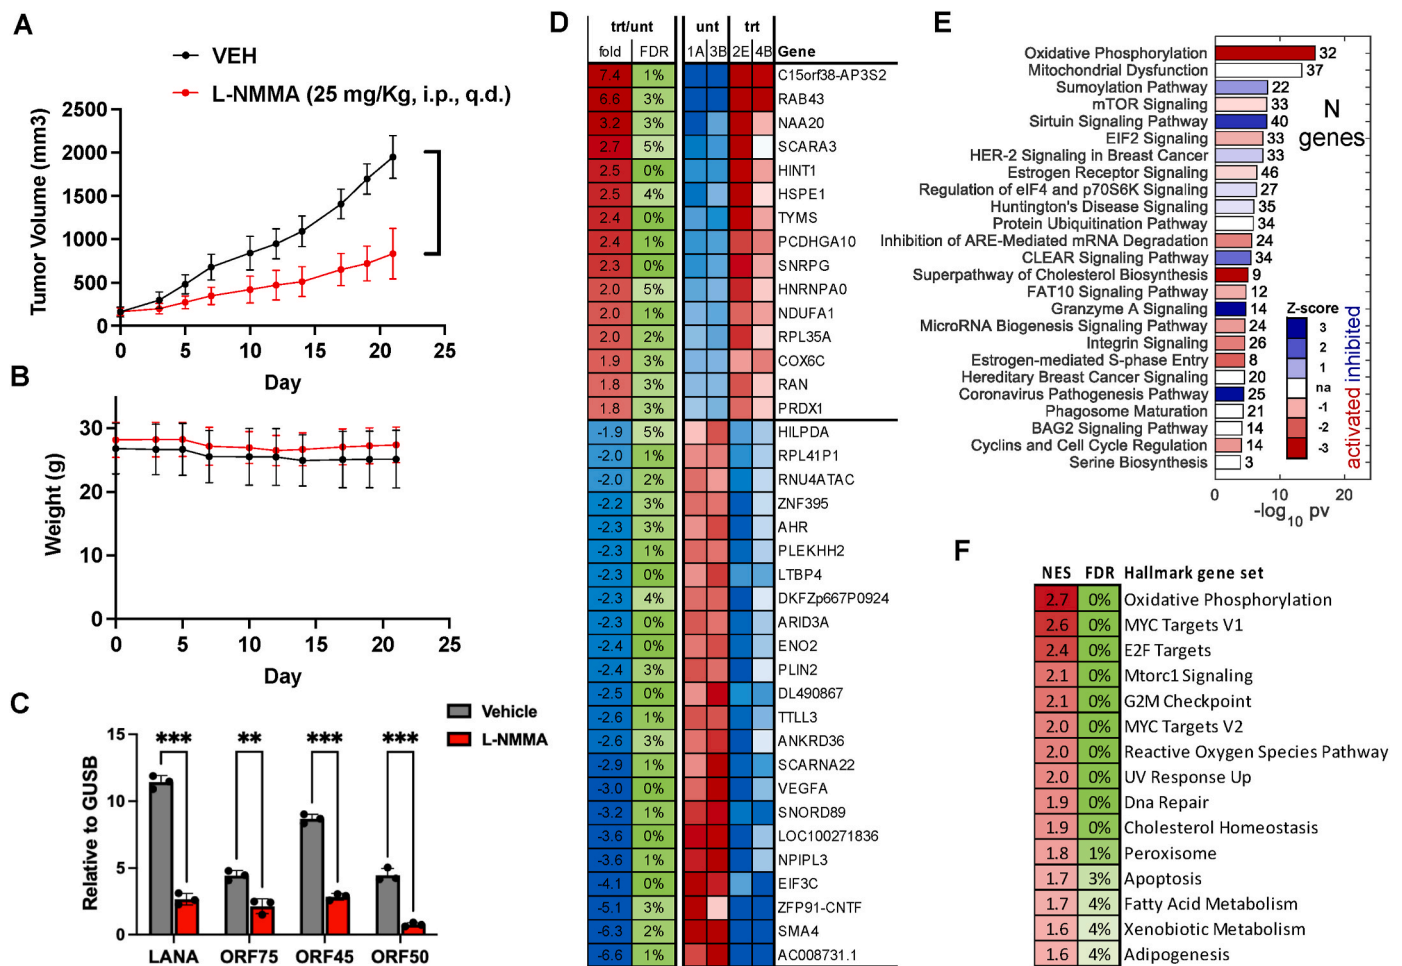 A
VEH
L-NMMA (25 mg/Kg, i.p., q.d.)
Tumor Volume (mm3)
2500
2000
1500
1000
500
0
0 5 10 15 20 25
Day
B
Weight (g)
30
20
10
0
0 5 10 15 20 25
Day
C
Vehicle
L-NMMA
Relative to GUSB
15
10
5
0
*** ** *** ***
LANA ORF75 ORF45 ORF50
D
trt/unt unt trt
fold FDR 1A 3B 2E 4B Gene
7.4 1% C15orf38-AP3S2
6.6 3% RAB43
3.2 3% NAA20
2.7 5% SCARA3
2.5 0% HINT1
2.5 4% HSPE1
2.4 0% TYMS
2.4 1% PCDHGA10
2.3 0% SNRPG
2.0 5% HNRNPA0
2.0 1% NDUFA1
2.0 2% RPL35A
1.9 3% COX6C
1.8 3% RAN
1.8 3% PRDX1
-1.9 5% HILPDA
-2.0 1% RPL41P1
-2.0 2% RNU4ATAC
-2.2 3% ZNF395
-2.3 3% AHR
-2.3 1% PLEKHH2
-2.3 0% LTBP4
-2.3 4% DKFZp667P0924
-2.3 0% ARID3A
-2.4 0% ENO2
-2.4 3% PLIN2
-2.5 0% DL490867
-2.6 1% TTLL3
-2.6 3% ANKRD36
-2.9 1% SCARNA22
-3.0 0% VEGFA
-3.2 1% SNORD89
-3.6 0% LOC100271836
-3.6 1% NPIPL3
-4.1 0% EIF3C
-5.1 3% ZFP91-CNTF
-6.3 2% SMA4
-6.6 1% AC008731.1
E
Oxidative Phosphorylation 32
Mitochondrial Dysfunction 37
Sumoylation Pathway 22
mTOR Signaling 33
Sirtuin Signaling Pathway 40
EIF2 Signaling 33
HER-2 Signaling in Breast Cancer 33
Estrogen Receptor Signaling 46
Regulation of eIF4 and p70S6K Signaling 27
Huntington's Disease Signaling 35
Protein Ubiquitination Pathway 34
Inhibition of ARE-Mediated mRNA Degradation 24
CLEAR Signaling Pathway 34
Superpathway of Cholesterol Biosynthesis 9
FAT10 Signaling Pathway 12
Granzyme A Signaling 14
MicroRNA Biogenesis Signaling Pathway 24
Integrin Signaling 26
Estrogen-mediated S-phase Entry 8
Hereditary Breast Cancer Signaling 20
Coronavirus Pathogenesis Pathway 25
Phagosome Maturation 21
BAG2 Signaling Pathway 14
Cyclins and Cell Cycle Regulation 14
Serine Biosynthesis 3
N
genes
Z-score
3
2
1
na
-1
-2
-3
activated inhibited
0 10 20
-log10 pv
F
NES FDR Hallmark gene set
2.7 0% Oxidative Phosphorylation
2.6 0% MYC Targets V1
2.4 0% E2F Targets
2.1 0% Mtorc1 Signaling
2.1 0% G2M Checkpoint
2.0 0% MYC Targets V2
2.0 0% Reactive Oxygen Species Pathway
2.0 0% UV Response Up
1.9 0% Dna Repair
1.9 0% Cholesterol Homeostasis
1.8 1% Peroxisome
1.7 3% Apoptosis
1.7 4% Fatty Acid Metabolism
1.6 4% Xenobiotic Metabolism
1.6 4% Adipogenesis